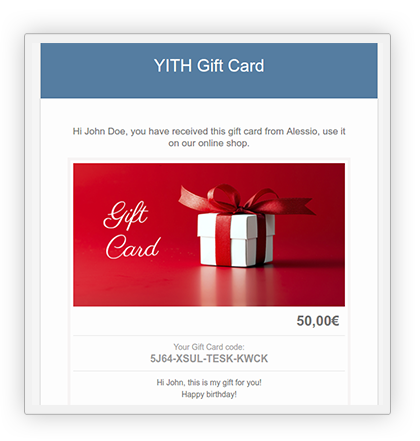 YITH Gift Card
Hi John Doe, you have received this gift card from Alessio, use it
on our online shop.
Gift
Card
50,00€
Your Gift Card code:
5J64-XSUL-TESK-KWCK
Hi John, this is my gift for you!
Happy birthday!